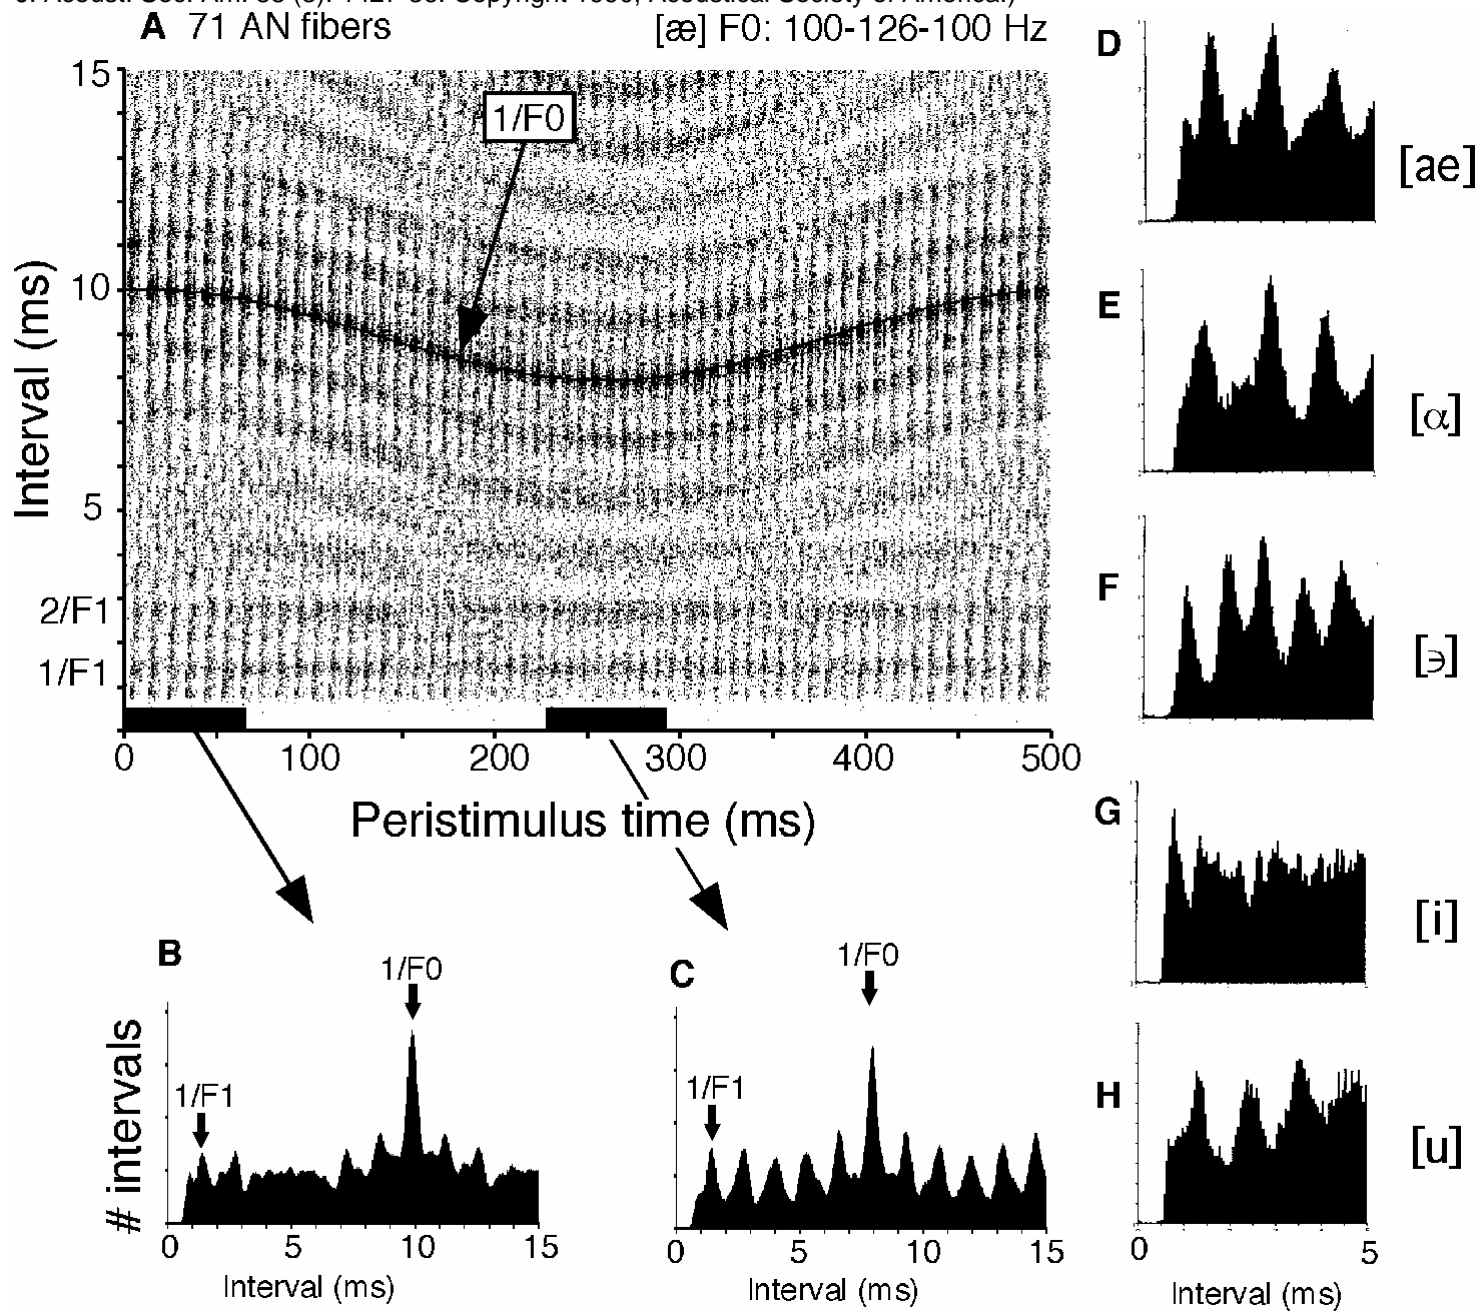 A 71 AN fibers
[æ] F0: 100-126-100 Hz
15
10
5
2/F1
1/F1
Interval (ms)
1/F0
0 100 200 300 400 500
Peristimulus time (ms)
B
1/F0
1/F1
# intervals
0 5 10 15
Interval (ms)
C
1/F0
1/F1
0 5 10 15
Interval (ms)
D
[ae]
E
[α]
F
[϶]
G
[i]
H
[u]
0 5
Interval (ms)